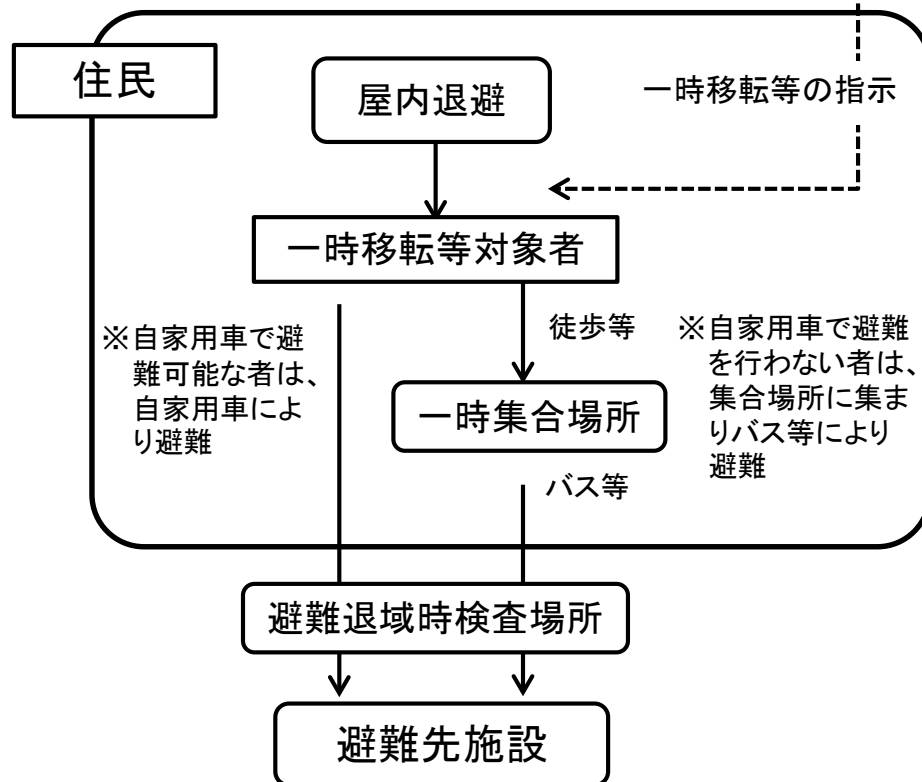 住民
屋内退避
一時移転等の指示
一時移転等対象者
※自家用車で避
難可能な者は、
自家用車によ
り避難
徒歩等
※自家用車で避難
を行わない者は、
集合場所に集ま
りバス等により
避難
一時集合場所
バス等
避難退域時検査場所
避難先施設